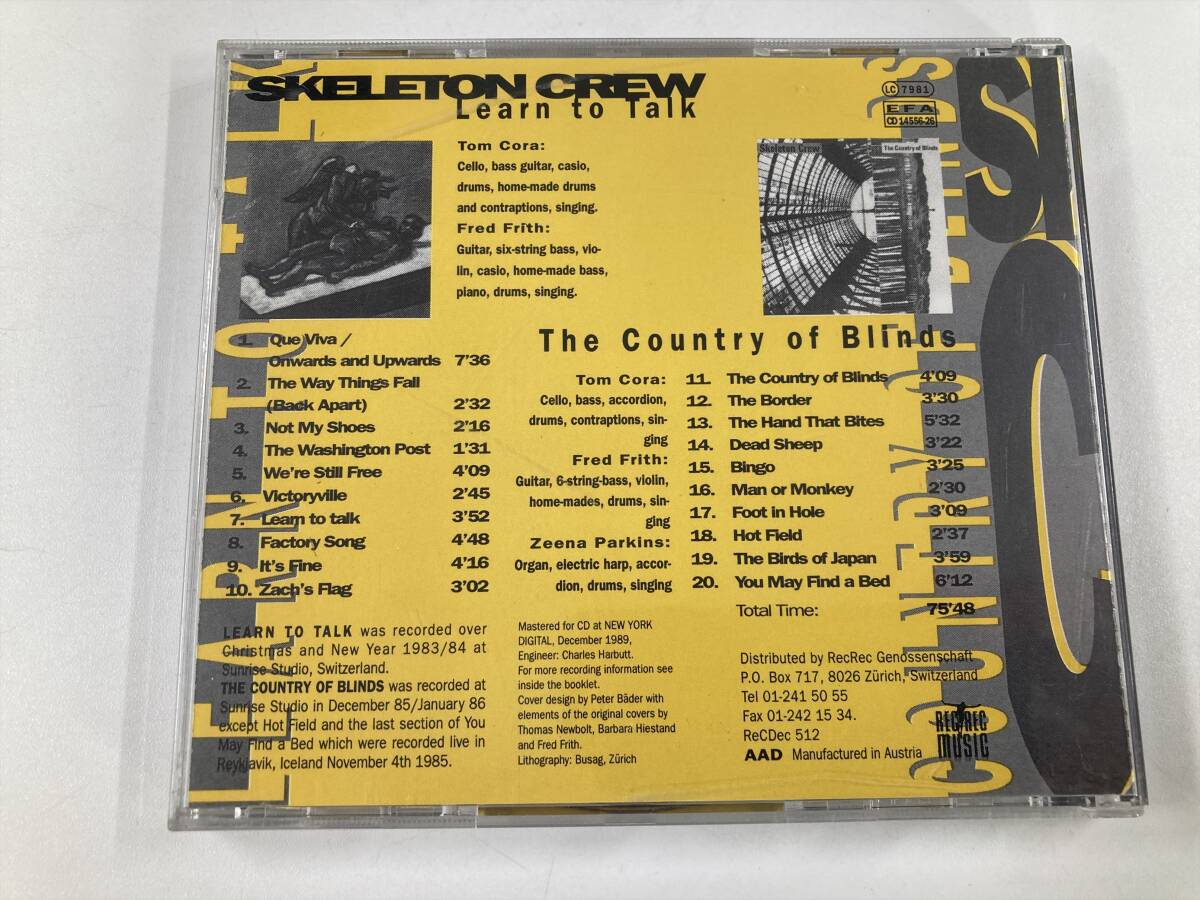 SKELETON CREW
Learn to Talk
LC 7981
EFA
CD 14556-26
Tom Cora:
Cello, bass guitar, casio,
drums, home-made drums
and contraptions, singing.
Fred Frith:
Guitar, six-string bass, vio-
lin, casio, home-made bass,
piano, drums, singing.
Skeleton Crew
The Country of Blinds
1. Que Viva /
Onwards and Upwards 7'36
2. The Way Things Fall
(Back Apart) 2'32
3. Not My Shoes 2'16
4. The Washington Post 1'31
5. We're Still Free 4'09
6. Victoryville 2'45
7. Learn to talk 3'52
8. Factory Song 4'48
9. It's Fine 4'16
10. Zach's Flag 3'02
The Country of Blinds
Tom Cora:
Cello, bass, accordion,
drums, contraptions, sin-
ging
Fred Frith:
Guitar, 6-string-bass, violin,
home-mades, drums, sin-
ging
Zeena Parkins:
Organ, electric harp, accor-
dion, drums, singing
11. The Country of Blinds 4'09
12. The Border 3'30
13. The Hand That Bites 5'32
14. Dead Sheep 3'22
15. Bingo 3'25
16. Man or Monkey 2'30
17. Foot in Hole 3'09
18. Hot Field 2'37
19. The Birds of Japan 3'59
20. You May Find a Bed 6'12
Total Time: 75'48
LEARN TO TALK was recorded over
Christmas and New Year 1983/84 at
Sunrise Studio, Switzerland.
THE COUNTRY OF BLINDS was recorded at
Sunrise Studio in December 85/January 86
except Hot Field and the last section of You
May Find a Bed which were recorded live in
Reykjavik, Iceland November 4th 1985.
Mastered for CD at NEW YORK
DIGITAL, December 1989,
Engineer: Charles Harbutt.
For more recording information see
inside the booklet.
Cover design by Peter Bäder with
elements of the original covers by
Thomas Newbolt, Barbara Hiestand
and Fred Frith.
Lithography: Busag, Zürich
Distributed by RecRec Genossenschaft
P.O. Box 717, 8026 Zürich, Switzerland
Tel 01-241 50 55
Fax 01-242 15 34.
ReCDec 512
AAD Manufactured in Austria
REC REC
MUSIC
LEARN TO TALK
COUNTRY OF BLINDS
SC